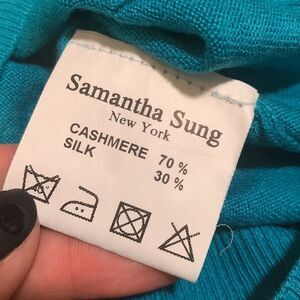 Samantha Sung
New York
CASHMERE 70 %
SILK 30 %